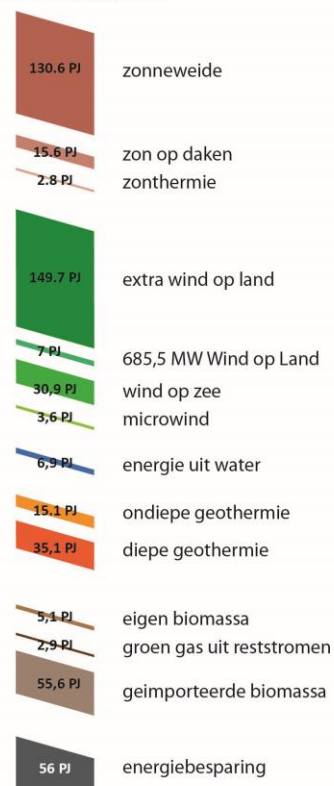 130.6 PJ zonneweide
15.6 PJ zon op daken
2.8 PJ zonthermie
149.7 PJ extra wind op land
7 PJ 685,5 MW Wind op Land
30,9 PJ wind op zee
3,6 PJ microwind
6,9 PJ energie uit water
15.1 PJ ondiepe geothermie
35,1 PJ diepe geothermie
5,1 PJ eigen biomassa
2,9 PJ groen gas uit reststromen
55,6 PJ geimporteerde biomassa
56 PJ energiebesparing